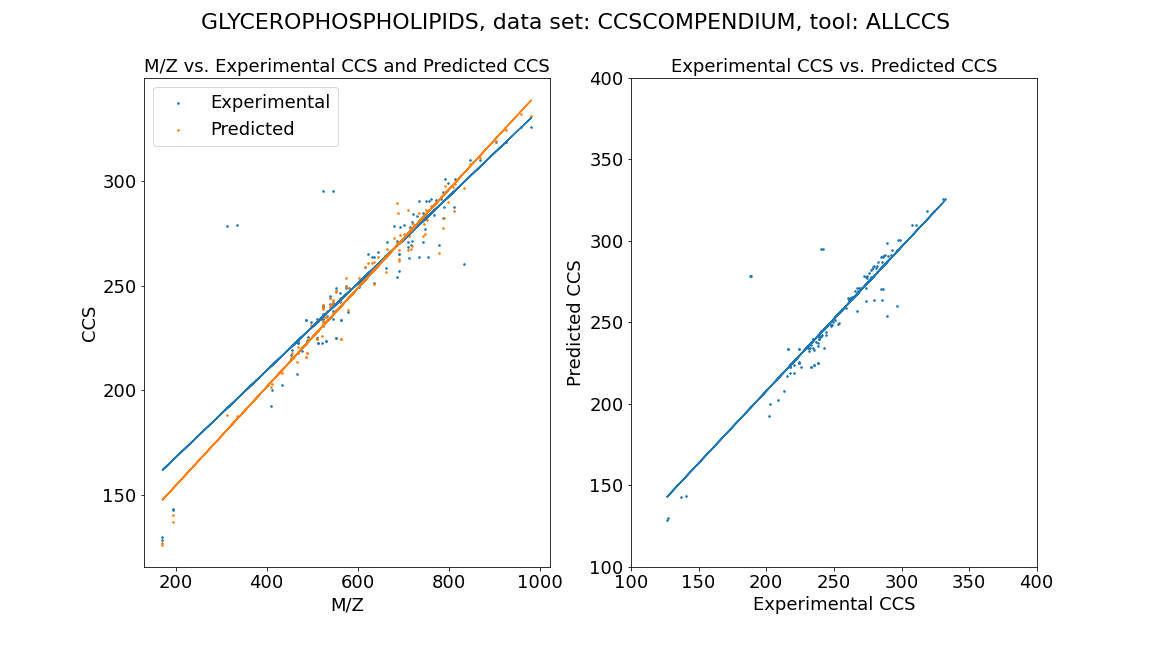 GLYCEROPHOSPHOLIPIDS, data set: CCSCOMPENDIUM, tool: ALLCCS
M/Z vs. Experimental CCS and Predicted CCS
Experimental
Predicted
300
250
200
150
CCS
200 400 600 800 1000
M/Z
Experimental CCS vs. Predicted CCS
400
350
300
250
200
150
100
Predicted CCS
100 150 200 250 300 350 400
Experimental CCS